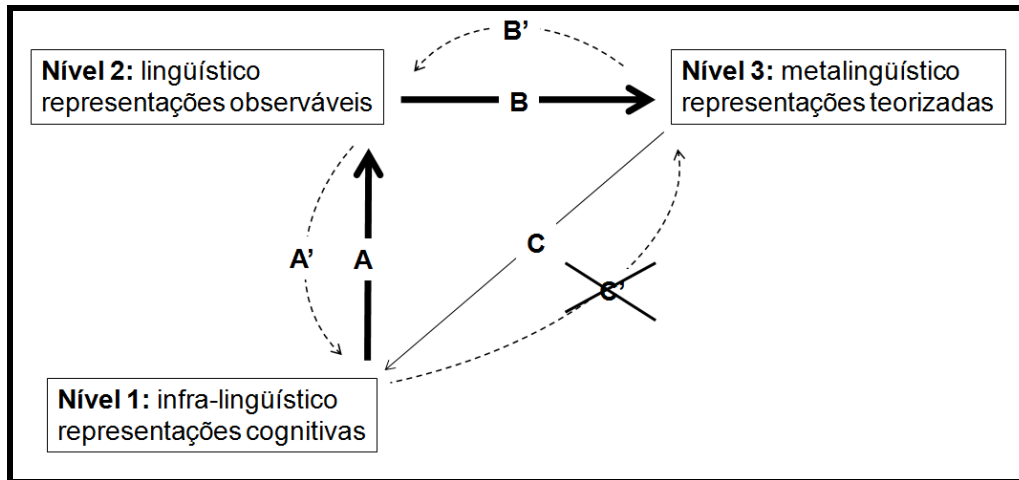 B’
Nível 2: lingüístico
representações observáveis
Nível 3: metalingüístico
representações teorizadas
B
A’
A
C
C’
Nível 1: infra-lingüístico
representações cognitivas